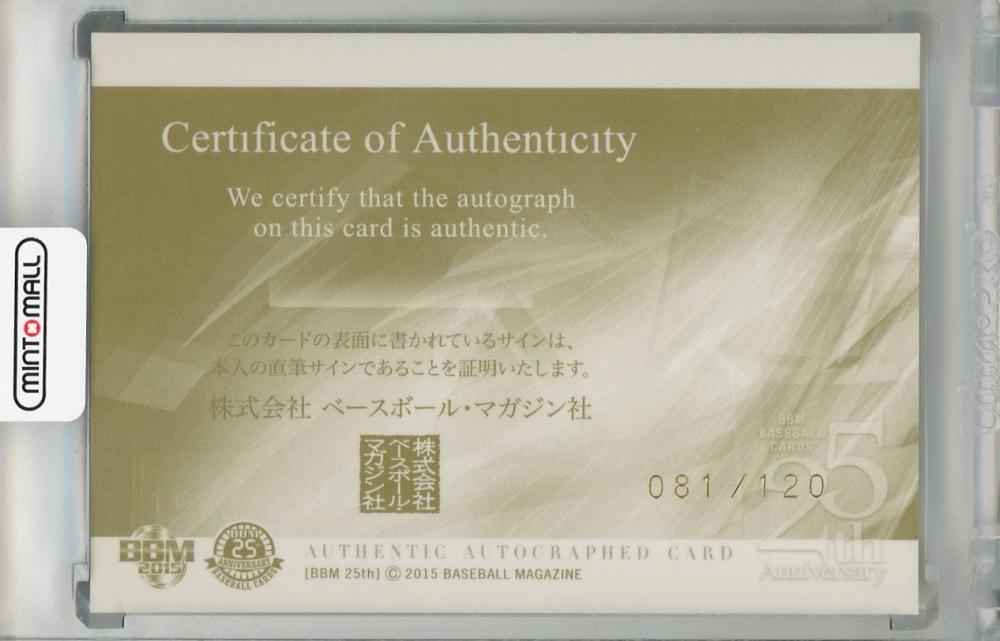 Certificate of Authenticity
We certify that the autograph
on this card is authentic.
このカードの表面に書かれているサインは、
本人の直筆サインであることを証明いたします。
株式会社 ベースボール・マガジン社
株式会社
ベースボール
マガジン社
BBM
BASEBALL
CARDS
25th
Anniversary
081/120
BBM
2015
BBM
25
ANNIVERSARY
BASEBALL CARDS
AUTHENTIC AUTOGRAPHED CARD
[BBM 25th] © 2015 BASEBALL MAGAZINE
MINTOMALL
UltimatePRO